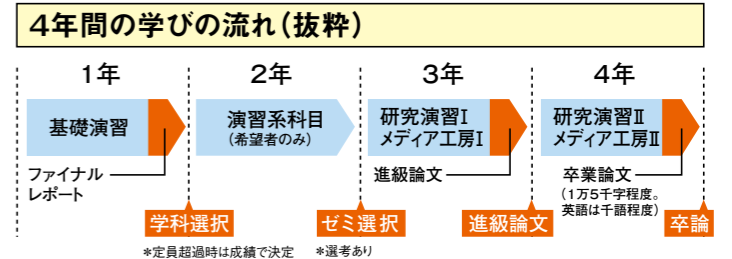 4年間の学びの流れ(抜粋)
1年
2年
3年
4年
基礎演習
演習系科目
(希望者のみ)
研究演習Ⅰ
メディア工房Ⅰ
研究演習Ⅱ
メディア工房Ⅱ
ファイナル
レポート
進級論文
卒業論文
(1万5千字程度。
英語は千語程度)
学科選択
ゼミ選択
進級論文
卒論
*定員超過時は成績で決定
*選考あり